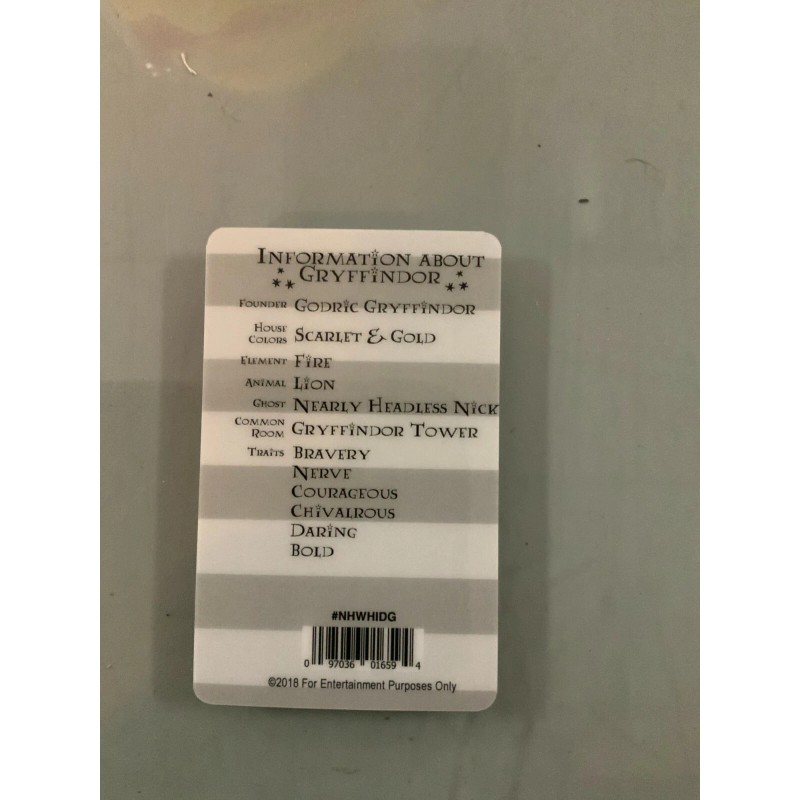 INFORMATION ABOUT
GRYFFINDOR
FOUNDER GODRIC GRYFFINDOR
HOUSE
COLORS SCARLET & GOLD
ELEMENT FIRE
ANIMAL LION
GHOST NEARLY HEADLESS NICK
COMMON
ROOM GRYFFINDOR TOWER
TRAITS BRAVERY
NERVE
COURAGEOUS
CHIVALROUS
DARING
BOLD
#NHWHIDG
0 97036 01659 4
©2018 For Entertainment Purposes Only